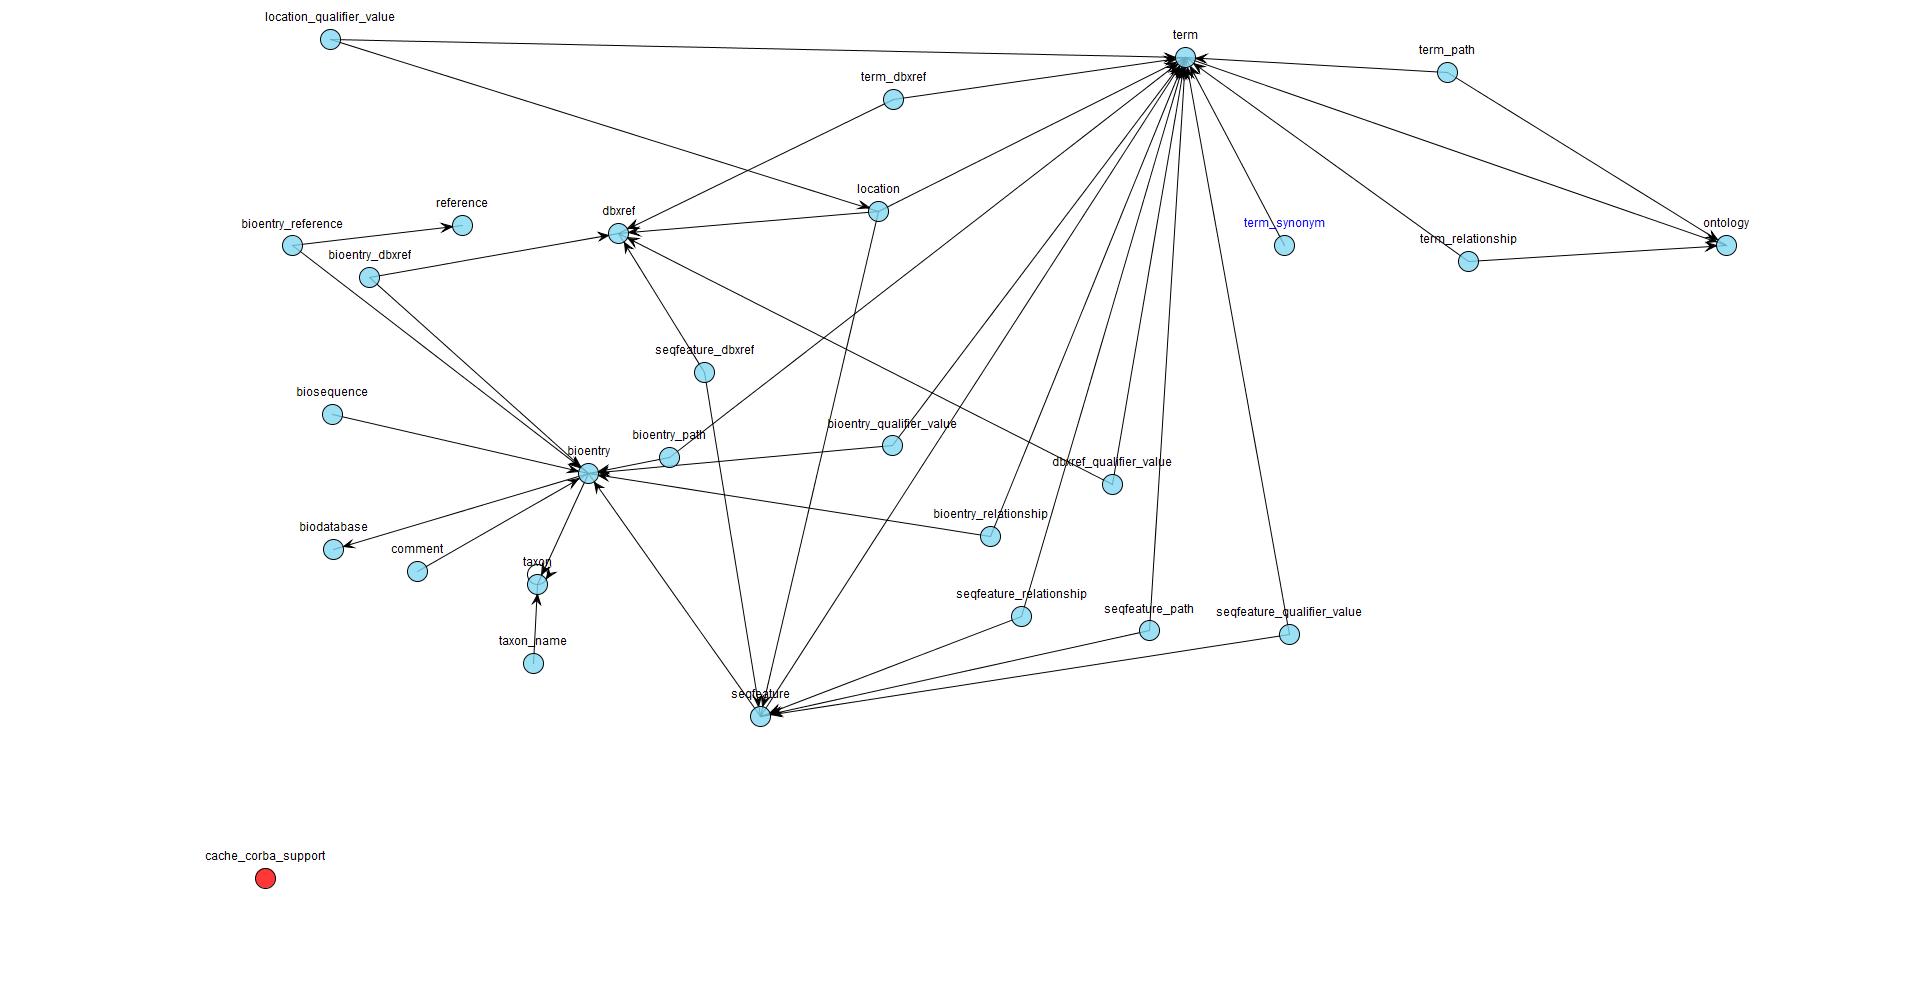 location_qualifier_value
term
term_path
term_dbxref
location
reference
dbxref
bioentry_reference
term_synonym
ontology
term_relationship
bioentry_dbxref
seqfeature_dbxref
biosequence
bioentry_qualifier_value
bioentry_path
bioentry
dbxref_qualifier_value
bioentry_relationship
biodatabase
comment
taxon
seqfeature_relationship
seqfeature_path
seqfeature_qualifier_value
taxon_name
seqfeature
cache_corba_support